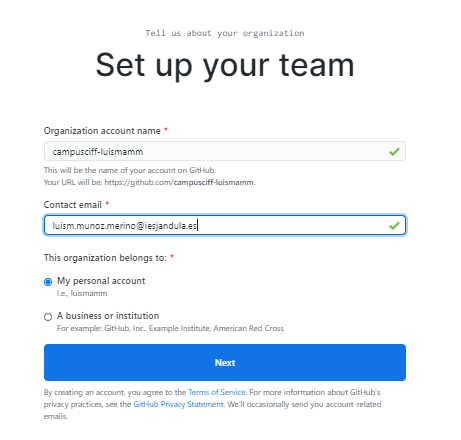 Tell us about your organization
Set up your team
Organization account name *
campusciff-luismamm
This will be the name of your account on GitHub.
Your URL will be: https://github.com/campusciff-luismamm.
Contact email *
luism.munoz.merino@iesjandula.es
This organization belongs to: *
My personal account
I.e., luismamm
A business or institution
For example: GitHub, Inc., Example Institute, American Red Cross
Next
By creating an account, you agree to the Terms of Service. For more information about GitHub's
privacy practices, see the GitHub Privacy Statement. We'll occasionally send you account-related
emails.